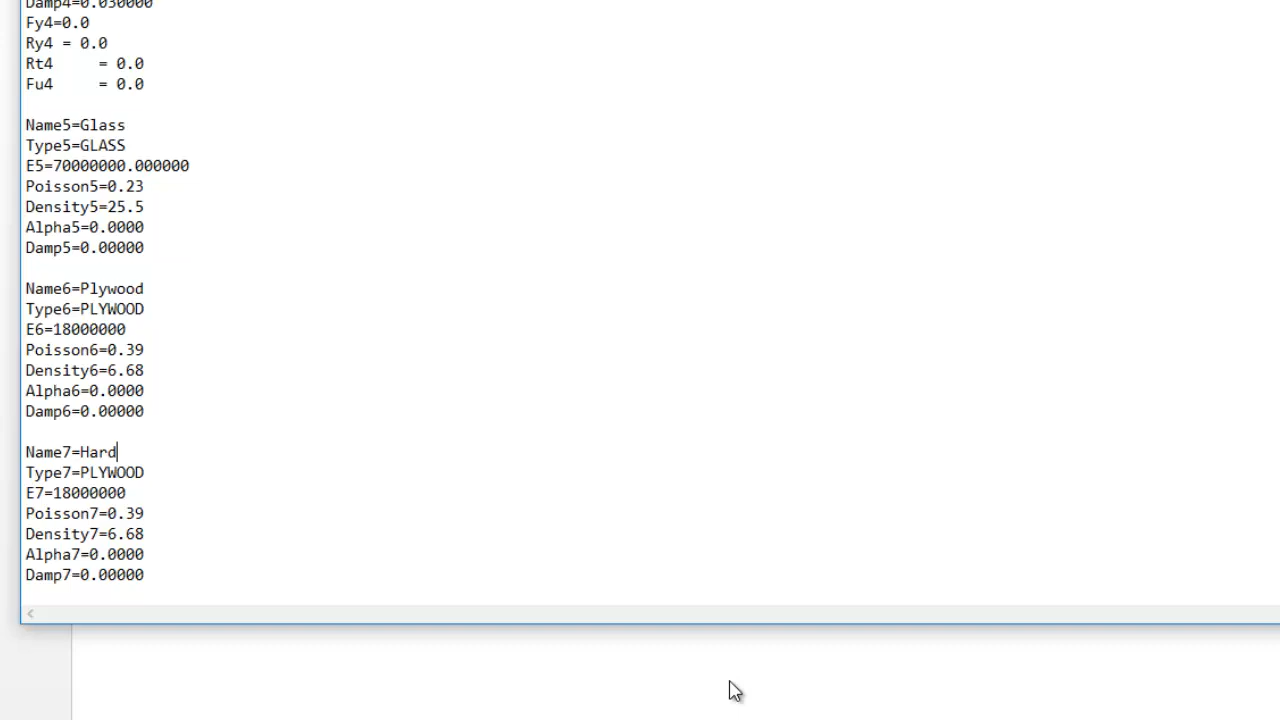 Damp4=0.030000
Fy4=0.0
Ry4 = 0.0
Rt4     = 0.0
Fu4     = 0.0
Name5=Glass
Type5=GLASS
E5=70000000.000000
Poisson5=0.23
Density5=25.5
Alpha5=0.0000
Damp5=0.00000
Name6=Plywood
Type6=PLYWOOD
E6=18000000
Poisson6=0.39
Density6=6.68
Alpha6=0.0000
Damp6=0.00000
Name7=Hard
Type7=PLYWOOD
E7=18000000
Poisson7=0.39
Density7=6.68
Alpha7=0.0000
Damp7=0.00000